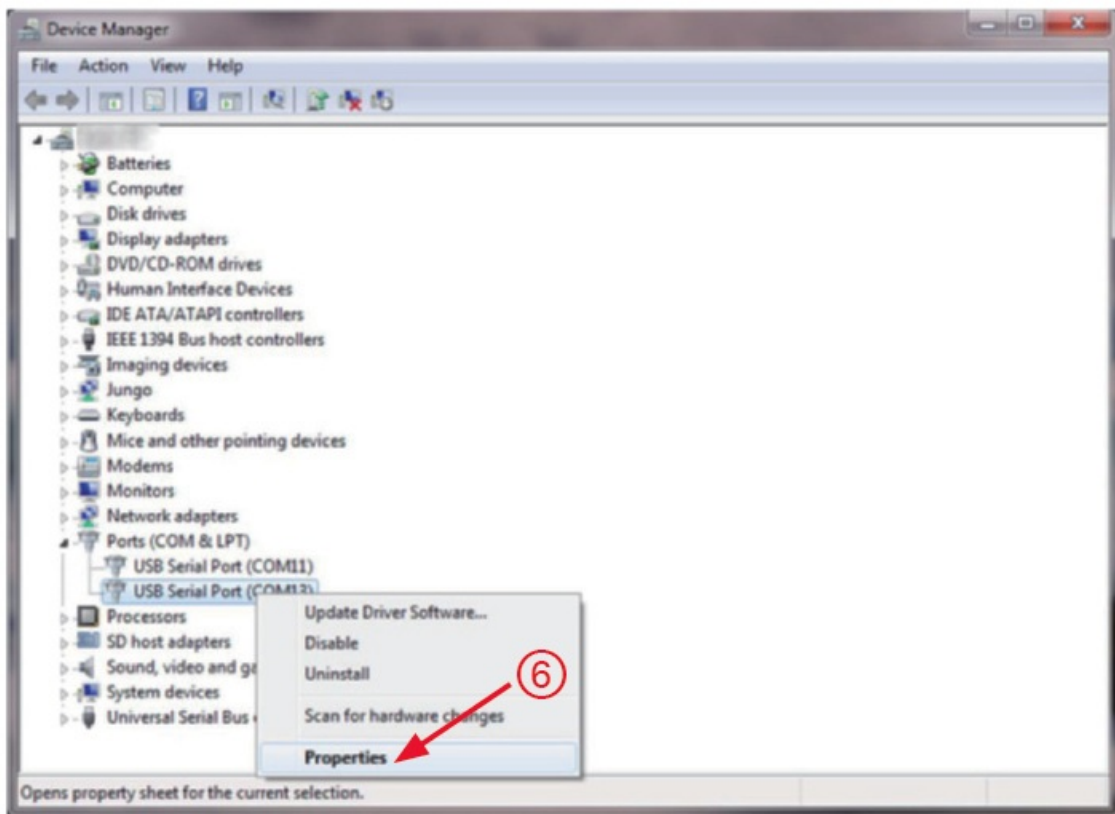 Device Manager
File Action View Help
Batteries
Computer
Disk drives
Display adapters
DVD/CD-ROM drives
Human Interface Devices
IDE ATA/ATAPI controllers
IEEE 1394 Bus host controllers
Imaging devices
Jungo
Keyboards
Mice and other pointing devices
Modems
Monitors
Network adapters
Ports (COM & LPT)
USB Serial Port (COM11)
USB Serial Port (COM13)
Processors
SD host adapters
Sound, video and ga
System devices
Universal Serial Bus
Update Driver Software...
Disable
Uninstall
Scan for hardware changes
Properties
6
Opens property sheet for the current selection.